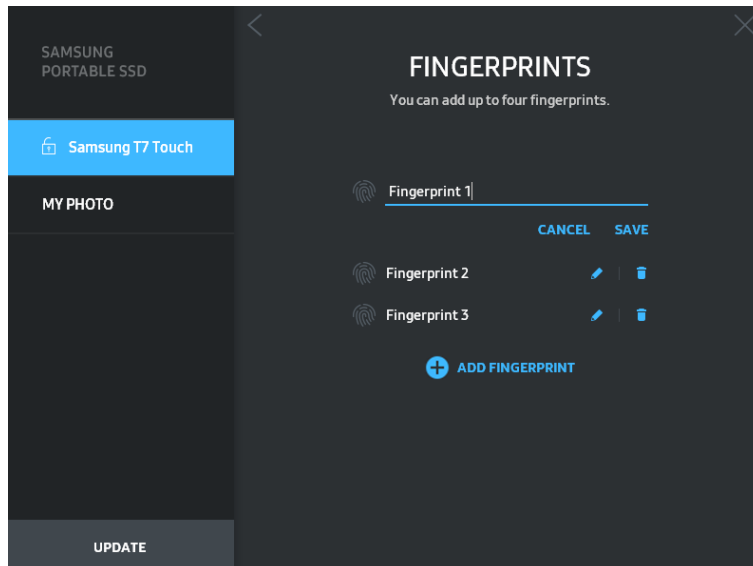 SAMSUNG
PORTABLE SSD
Samsung T7 Touch
MY PHOTO
UPDATE
FINGERPRINTS
You can add up to four fingerprints.
Fingerprint 1
CANCEL SAVE
Fingerprint 2
Fingerprint 3
ADD FINGERPRINT